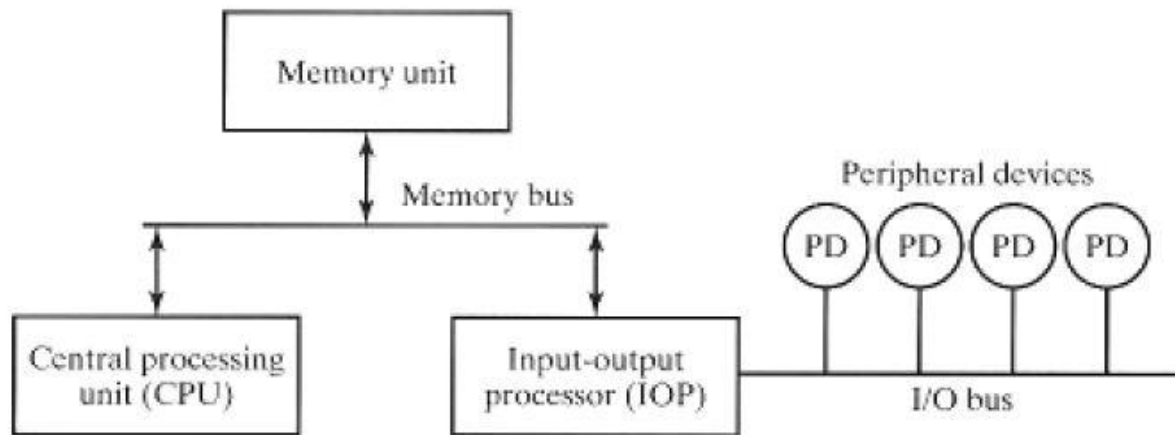 Memory unit
Memory bus
Peripheral devices
PD PD PD PD
Central processing
unit (CPU)
Input-output
processor (IOP)
I/O bus